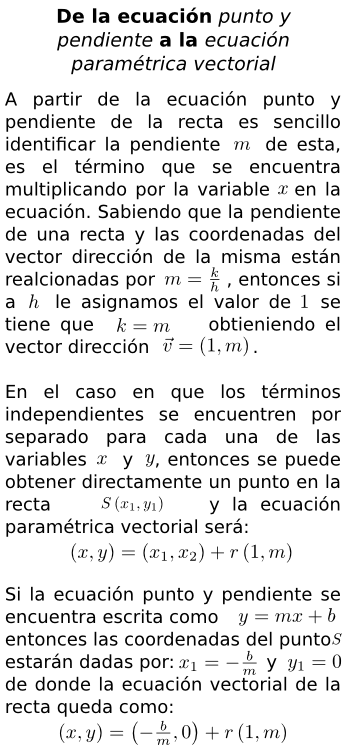 De la ecuación punto y
pendiente a la ecuación
paramétrica vectorial
A partir de la ecuación punto y
pendiente de la recta es sencillo
identificar la pendiente m de esta,
es el término que se encuentra
multiplicando por la variable x en la
ecuación. Sabiendo que la pendiente
de una recta y las coordenadas del
vector dirección de la misma están
realcionadas por m = k/h , entonces si
a h le asignamos el valor de 1 se
tiene que k = m obtieniendo el
vector dirección v⃗ = (1, m) .
En el caso en que los términos
independientes se encuentren por
separado para cada una de las
variables x y y, entonces se puede
obtener directamente un punto en la
recta S (x₁, y₁) y la ecuación
paramétrica vectorial será:
(x, y) = (x₁, x₂) + r (1, m)
Si la ecuación punto y pendiente se
encuentra escrita como y = mx + b
entonces las coordenadas del punto S
estarán dadas por: x₁ = −b/m y y₁ = 0
de donde la ecuación vectorial de la
recta queda como:
(x, y) = (−b/m, 0) + r (1, m)